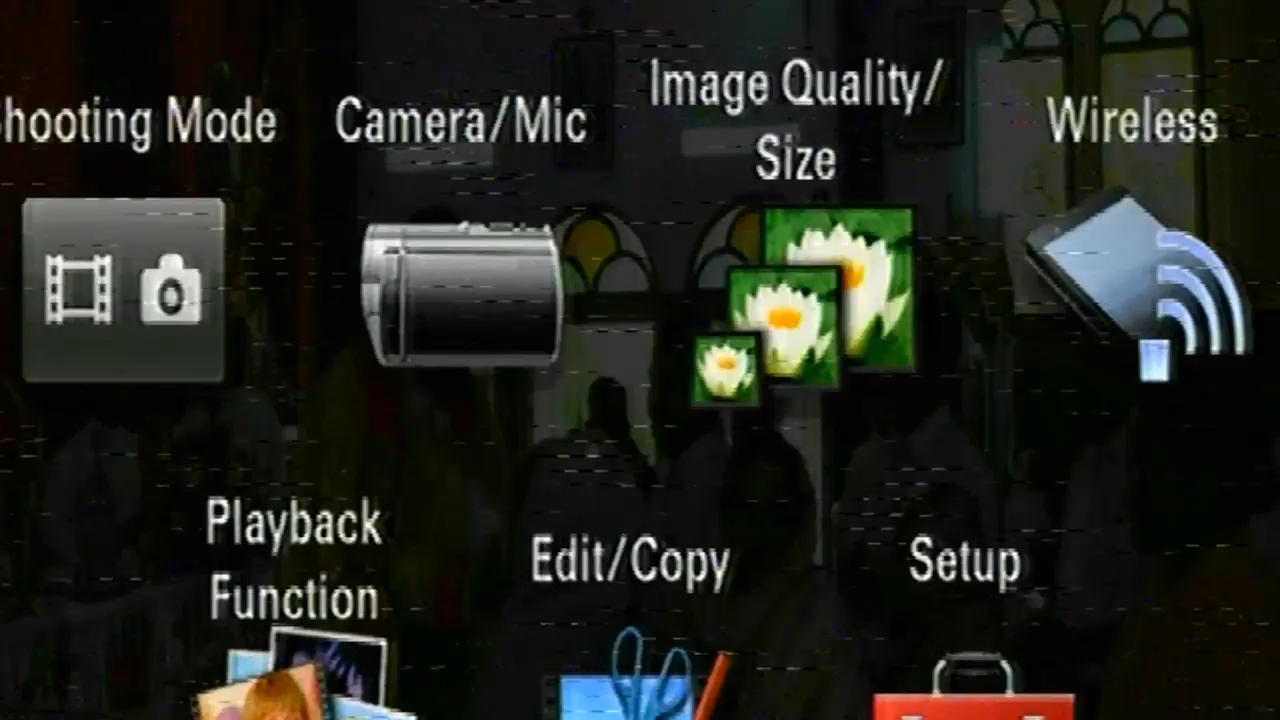 hooting Mode
Camera/Mic
Image Quality/
Size
Wireless
Playback
Function
Edit/Copy
Setup